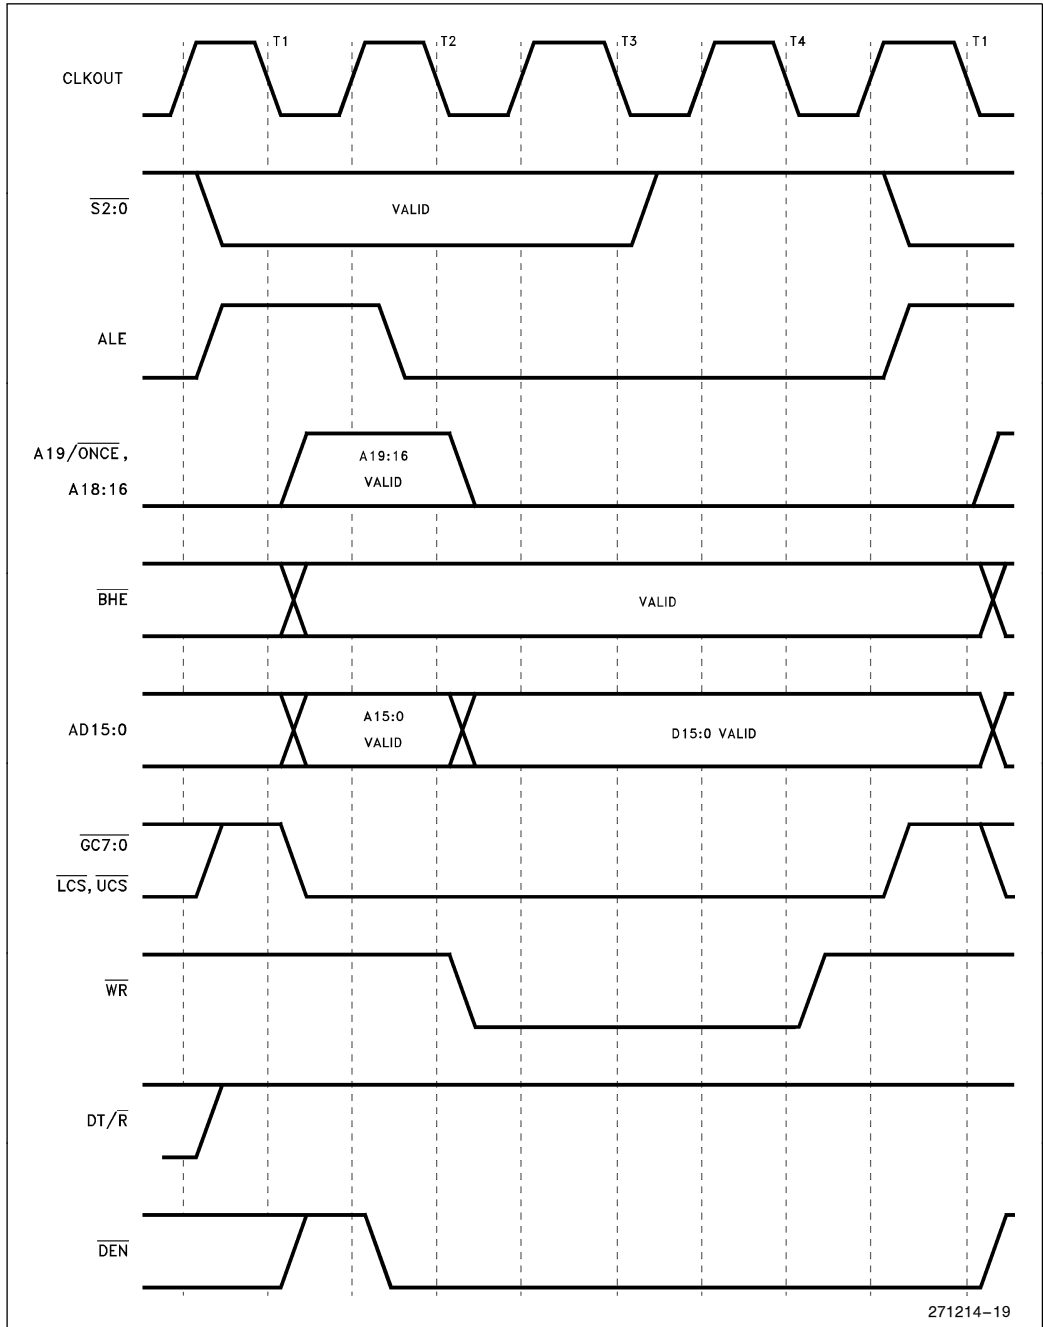 T1 T2 T3 T4 T1
CLKOUT
S2:0
VALID
ALE
A19/ONCE,
A18:16
A19:16
VALID
BHE
VALID
AD15:0
A15:0
VALID
D15:0 VALID
GC7:0
LCS, UCS
WR
DT/R
DEN
271214-19